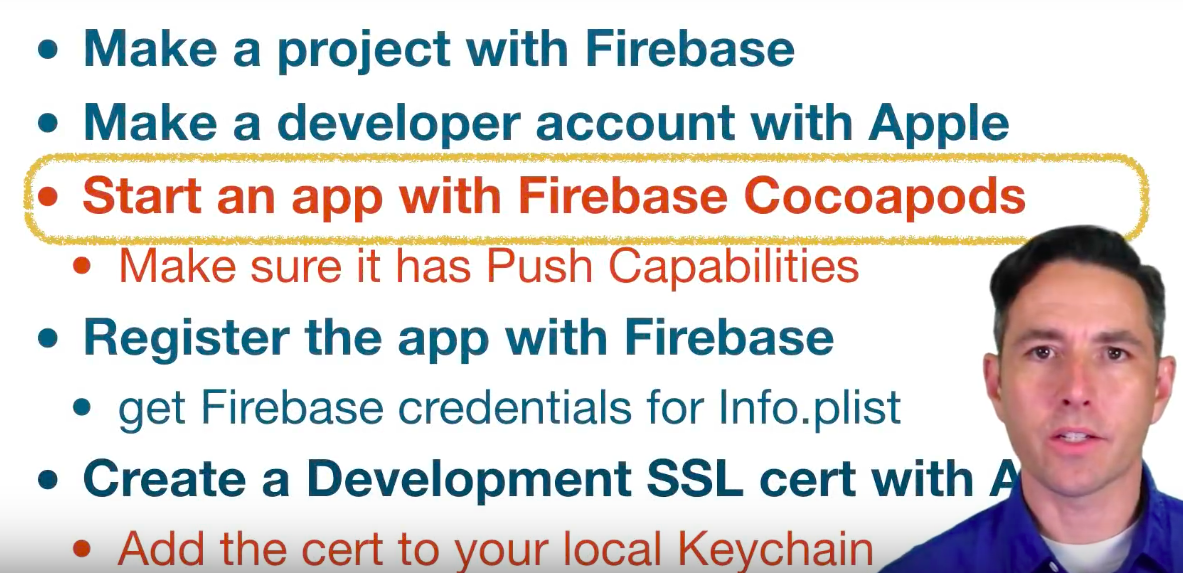 • Make a project with Firebase
• Make a developer account with Apple
• Start an app with Firebase Cocoapods
• Make sure it has Push Capabilities
• Register the app with Firebase
• get Firebase credentials for Info.plist
• Create a Development SSL cert with
• Add the cert to your local Keychain